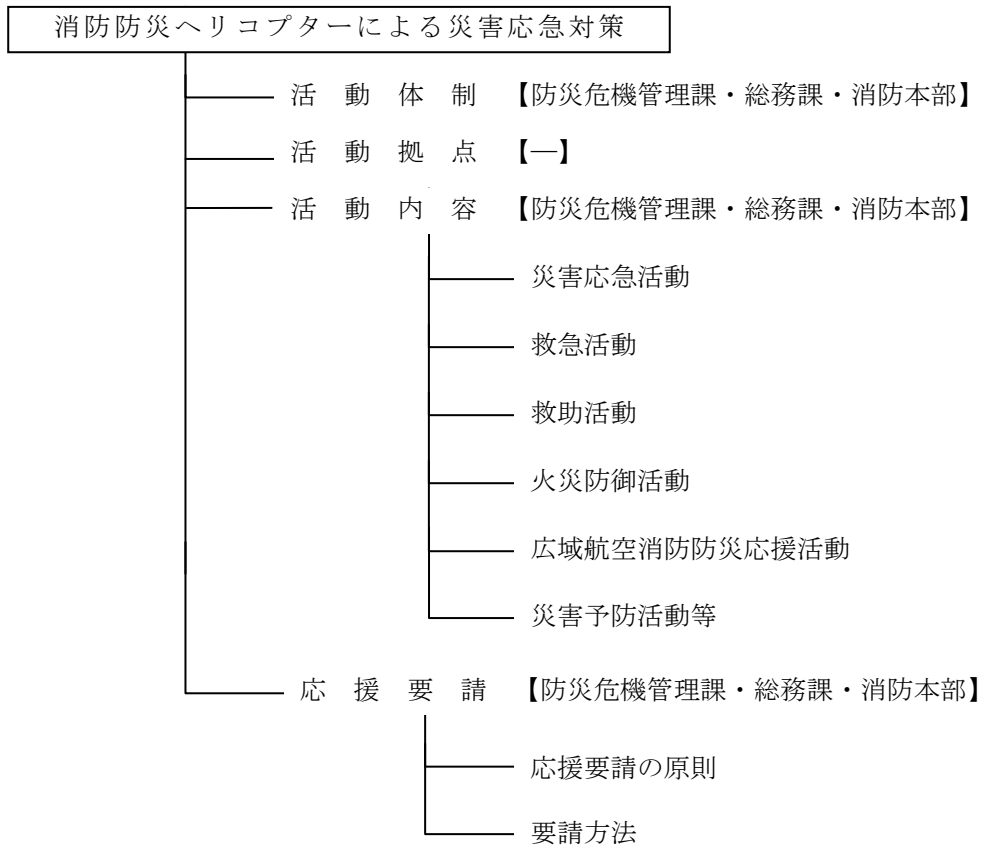 消防防災ヘリコプターによる災害応急対策
活動体制 【防災危機管理課・総務課・消防本部】
活動拠点 【―】
活動内容 【防災危機管理課・総務課・消防本部】
災害応急活動
救急活動
救助活動
火災防御活動
広域航空消防防災応援活動
災害予防活動等
応援要請 【防災危機管理課・総務課・消防本部】
応援要請の原則
要請方法